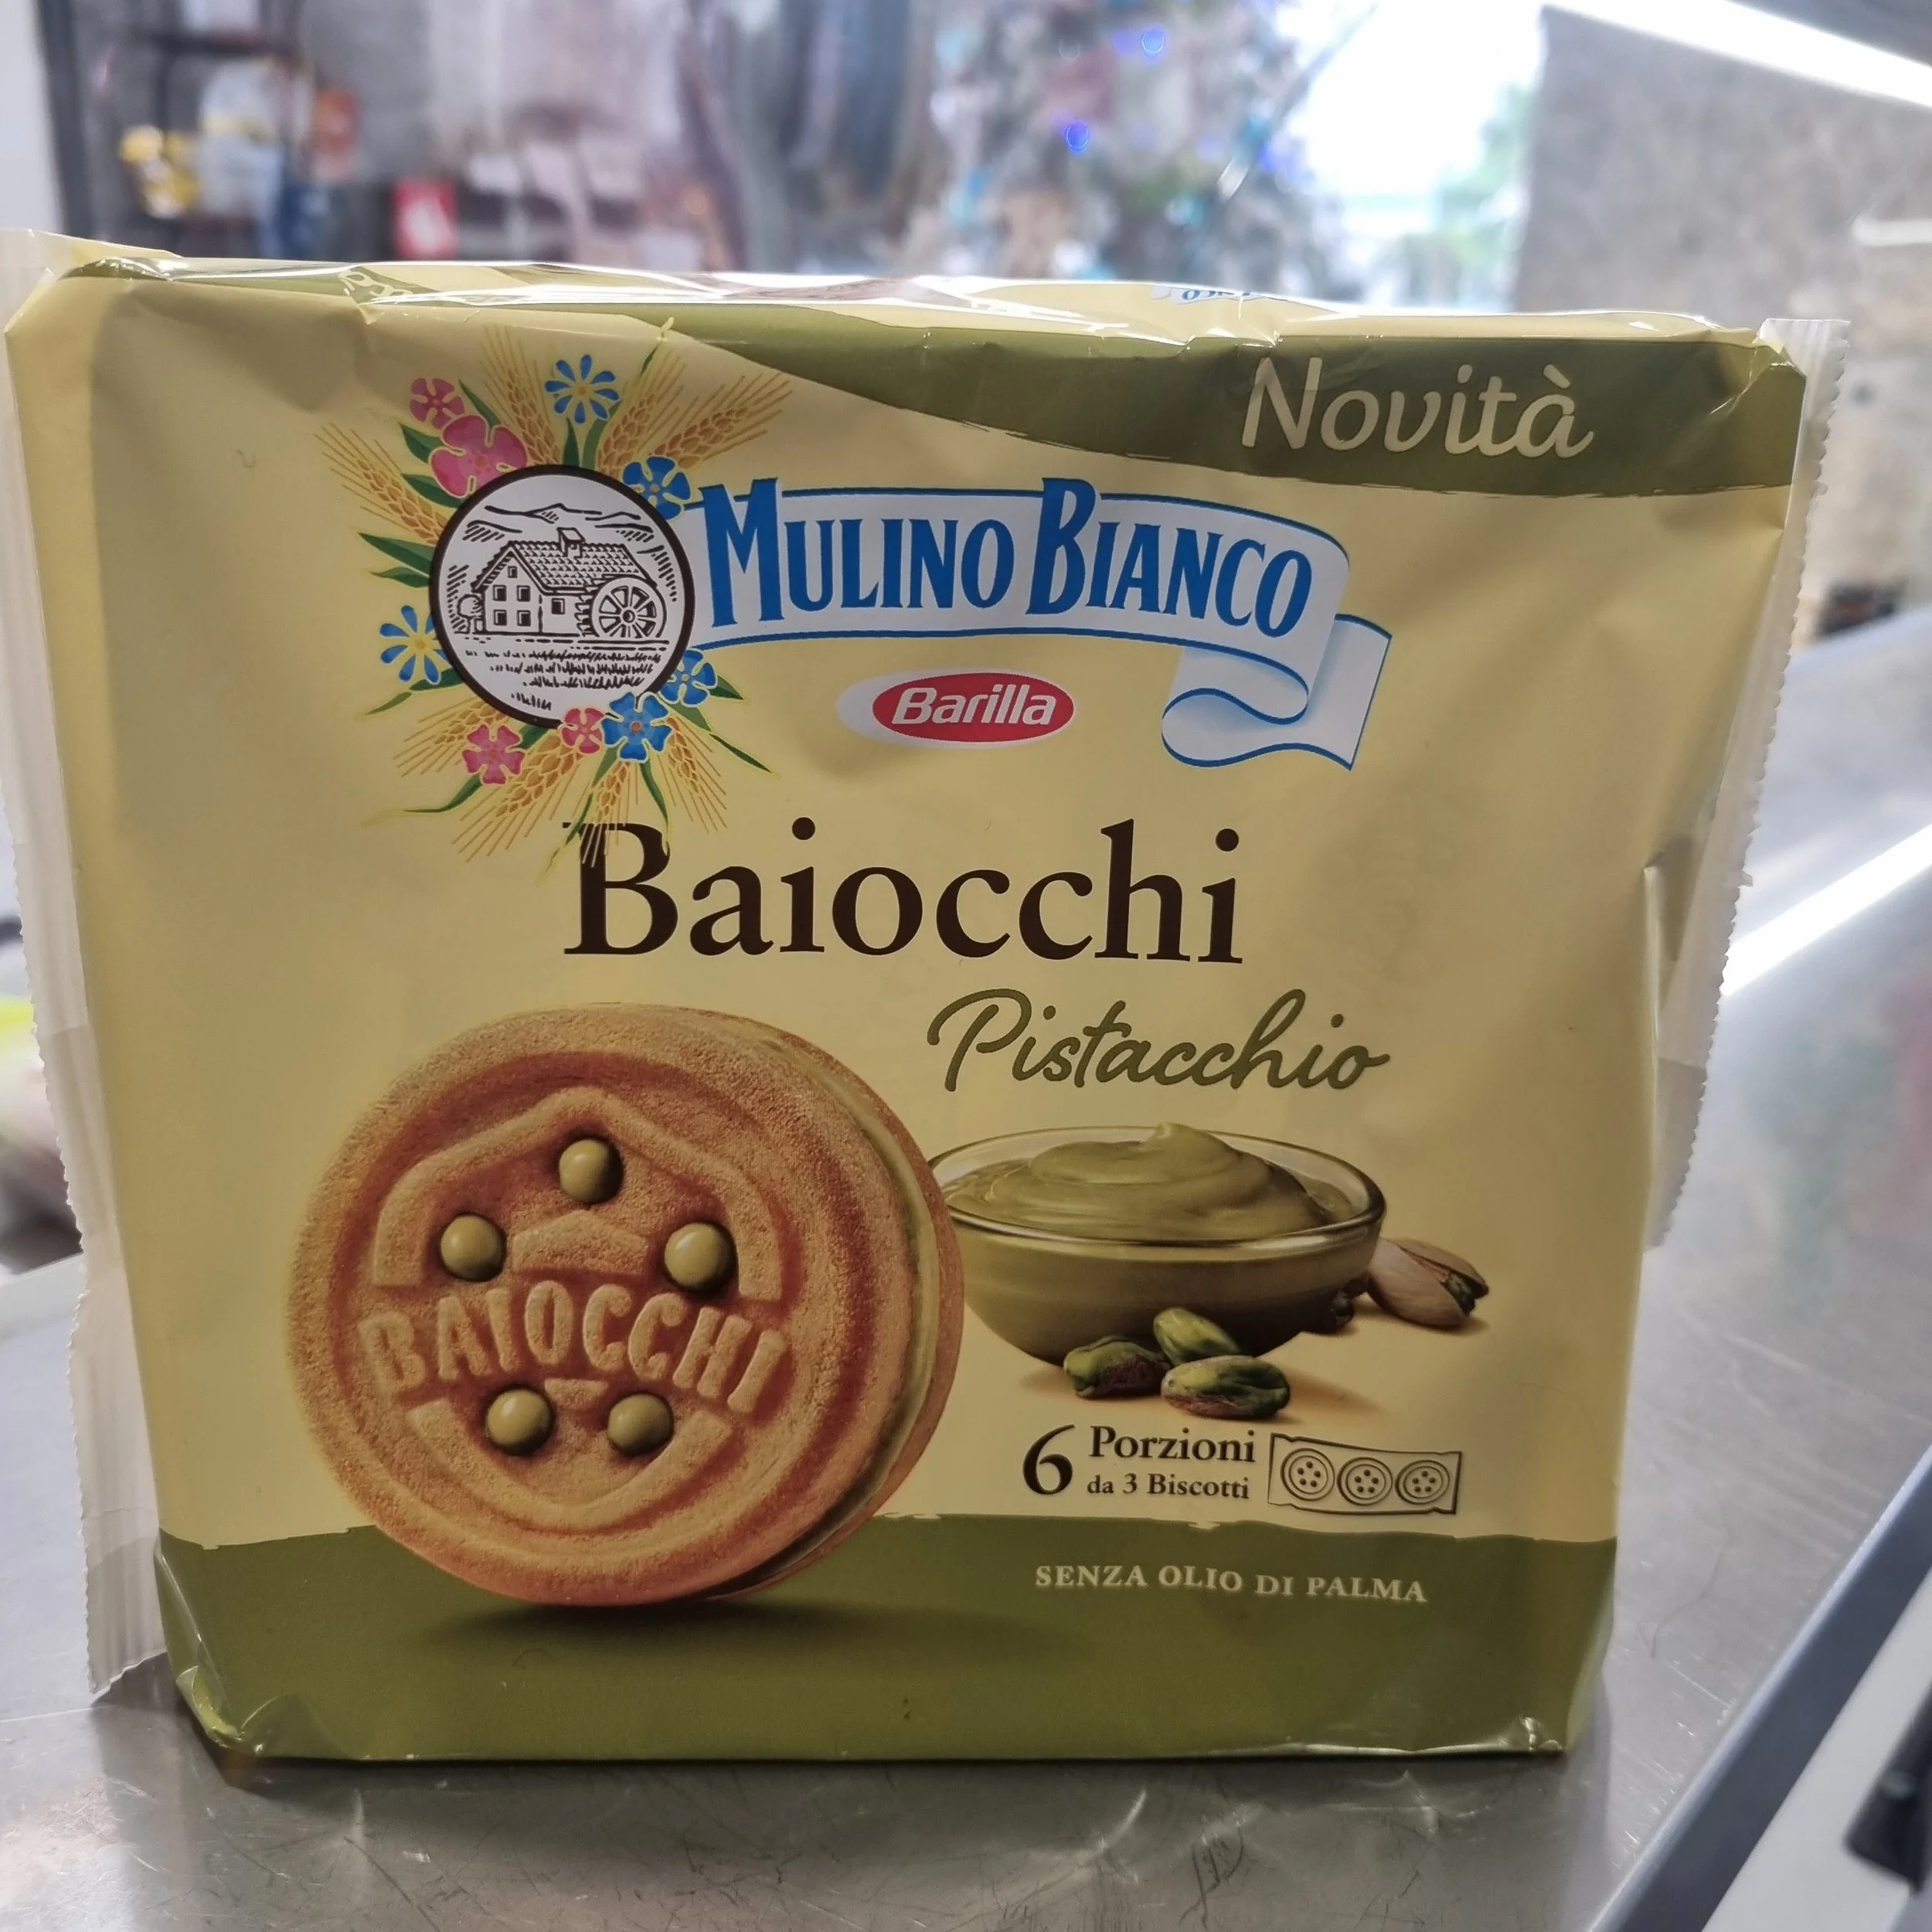 Novità
MULINO BIANCO
Barilla
Baiocchi
Pistacchio
BAIOCCHI
6 Porzioni
da 3 Biscotti
SENZA OLIO DI PALMA